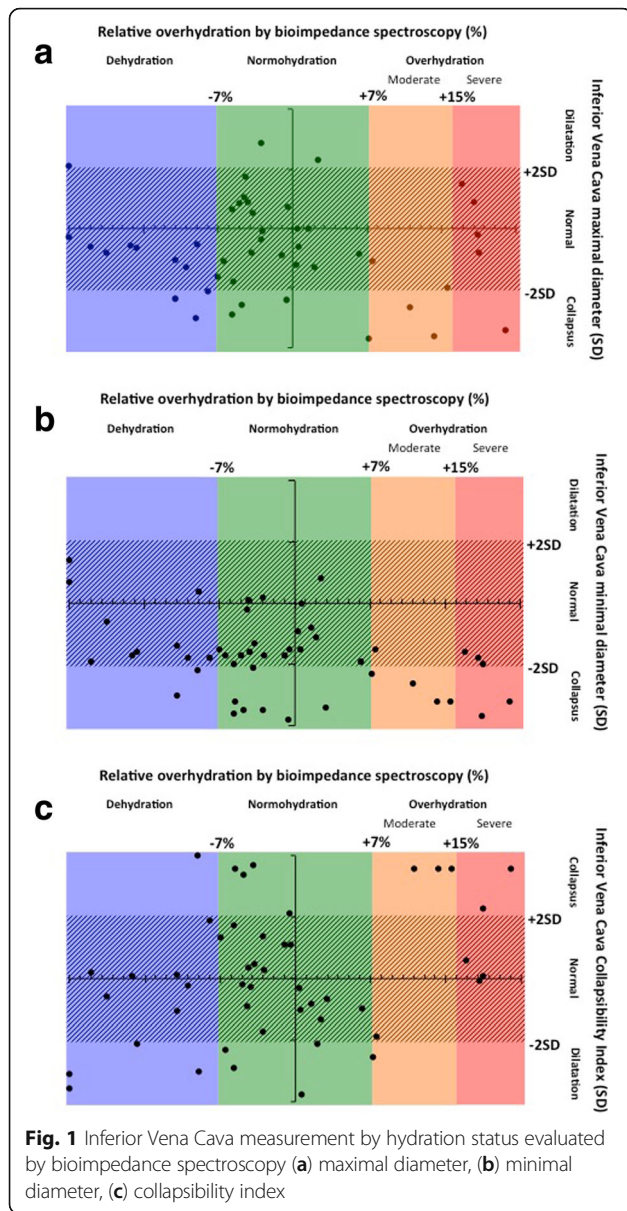 a
Relative overhydration by bioimpedance spectroscopy (%)
Dehydration Normohydration Overhydration
Moderate Severe
-7% +7% +15%
Dilatation
+2SD
Normal
-2SD
Collapsus
Inferior Vena Cava maximal diameter (SD)
b
Relative overhydration by bioimpedance spectroscopy (%)
Dehydration Normohydration Overhydration
Moderate Severe
-7% +7% +15%
Dilatation
+2SD
Normal
-2SD
Collapsus
Inferior Vena Cava minimal diameter (SD)
c
Relative overhydration by bioimpedance spectroscopy (%)
Dehydration Normohydration Overhydration
Moderate Severe
-7% +7% +15%
Collapsus
+2SD
Normal
-2SD
Dilatation
Inferior Vena Cava Collapsibility Index (SD)
Fig. 1 Inferior Vena Cava measurement by hydration status evaluated
by bioimpedance spectroscopy (a) maximal diameter, (b) minimal
diameter, (c) collapsibility index